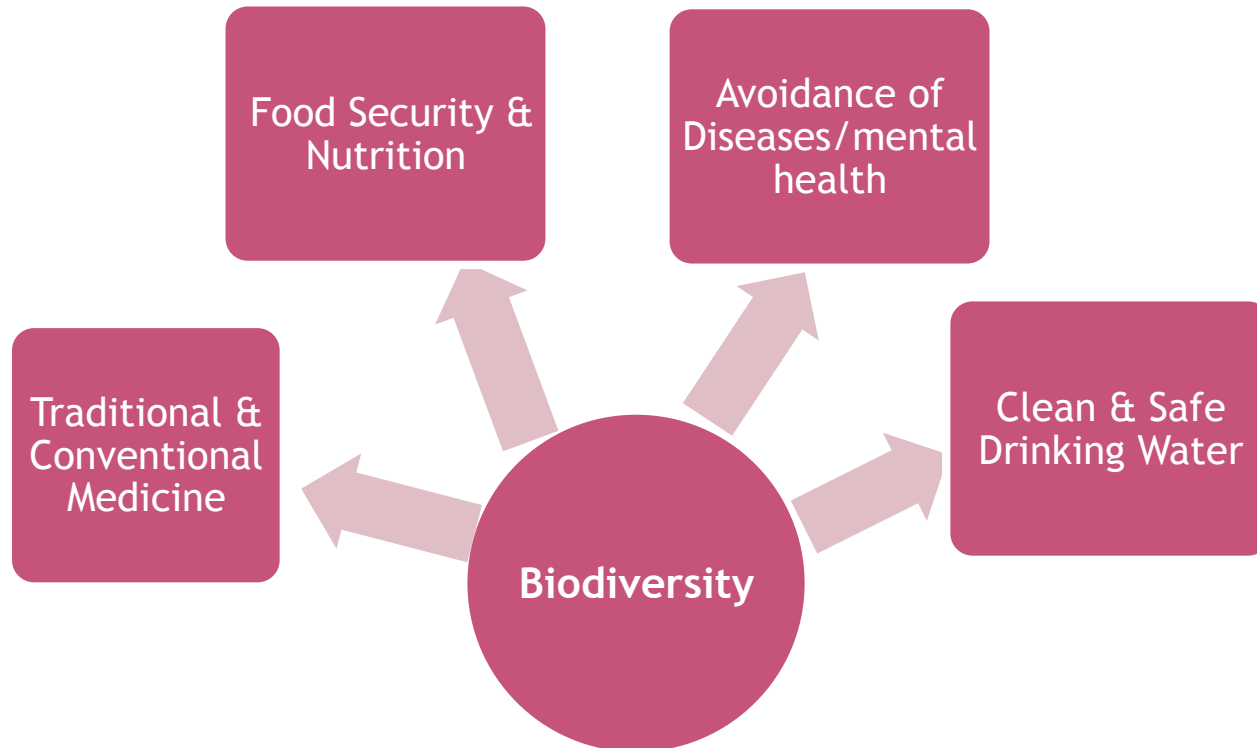 Food Security &
Nutrition
Avoidance of
Diseases/mental
health
Traditional &
Conventional
Medicine
Clean & Safe
Drinking Water
Biodiversity